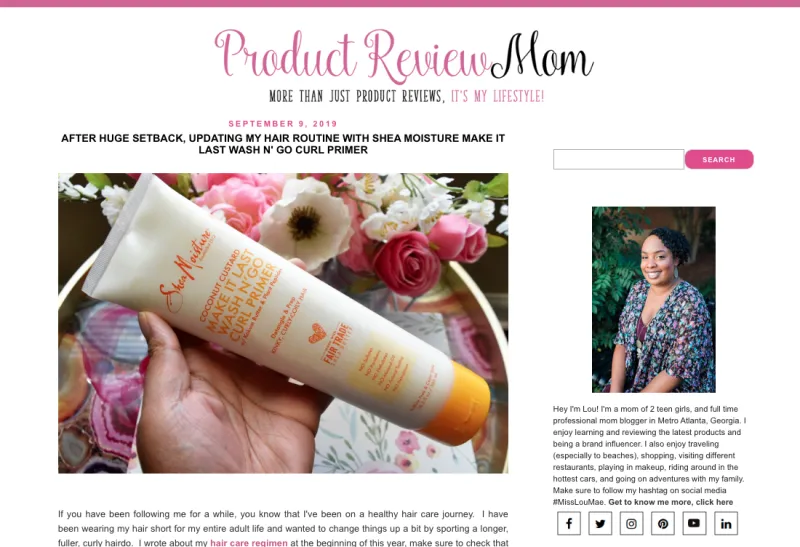 Product Review Mom
MORE THAN JUST PRODUCT REVIEWS, IT'S MY LIFESTYLE!
SEPTEMBER 9, 2019
AFTER HUGE SETBACK, UPDATING MY HAIR ROUTINE WITH SHEA MOISTURE MAKE IT
LAST WASH N' GO CURL PRIMER
SEARCH
Shea Moisture
COCONUT CUSTARD
MAKE IT LAST
WASH N' GO
CURL PRIMER
FAIR TRADE
Hey I'm Lou! I'm a mom of 2 teen girls, and full time
professional mom blogger in Metro Atlanta, Georgia. I
enjoy learning and reviewing the latest products and
being a brand influencer. I also enjoy traveling
(especially to beaches), shopping, visiting different
restaurants, playing in makeup, riding around in the
hottest cars, and going on adventures with my family.
Make sure to follow my hashtag on social media
#MissLouMae. Get to know me more, click here
If you have been following me for a while, you know that I've been on a healthy hair care journey. I
have been wearing my hair short for my entire adult life and wanted to change things up a bit by sporting a longer,
fuller, curly hairdo. I wrote about my hair care regimen at the beginning of this year, make sure to check that